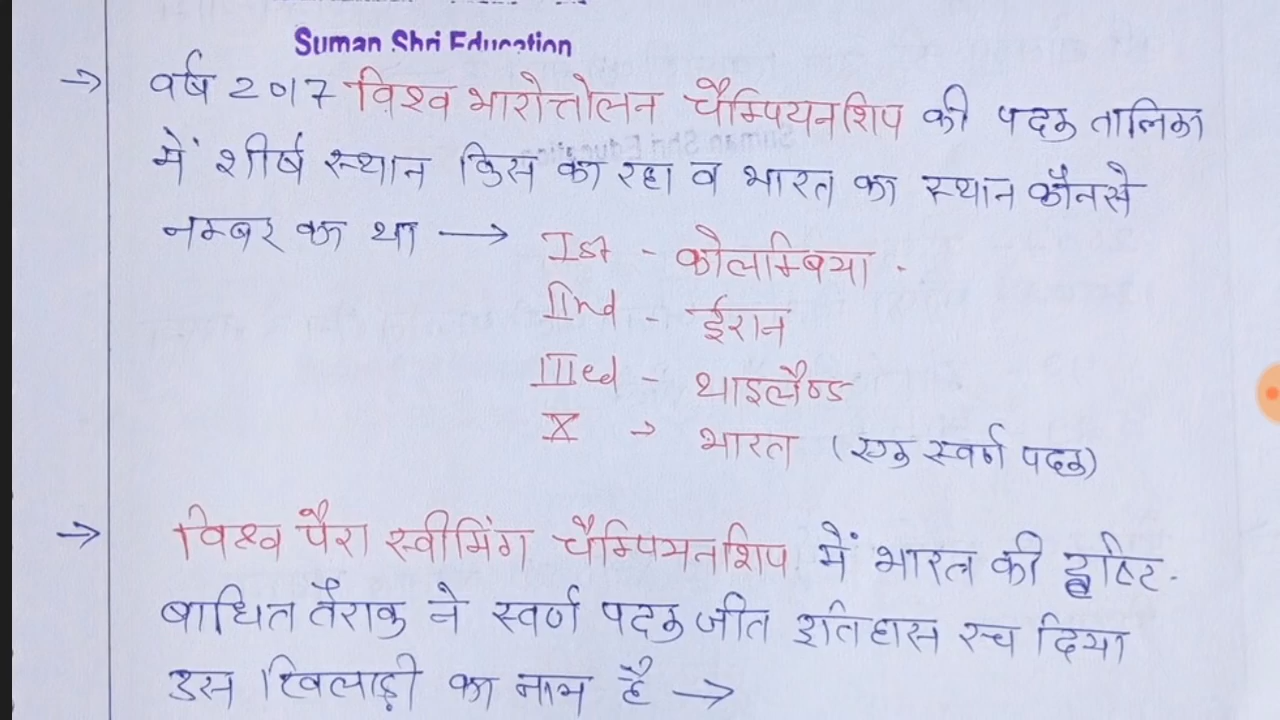 Suman Shri Education
→ वर्ष 2017 विश्व भारोत्तोलन चैम्पियनशिप की पदक तालिका
में शीर्ष स्थान किस का रहा व भारत का स्थान कौनसे
नम्बर का था → Ist - कोलम्बिया .
IInd - ईरान
IIIed - थाइलैण्ड
X → भारत (एक स्वर्ण पदक)
→ विश्व पैरा स्वीमिंग चैम्पियनशिप में भारत की दृष्टि-
बाधित तैराक ने स्वर्ण पदक जीत इतिहास रच दिया
उस खिलाड़ी का नाम है →